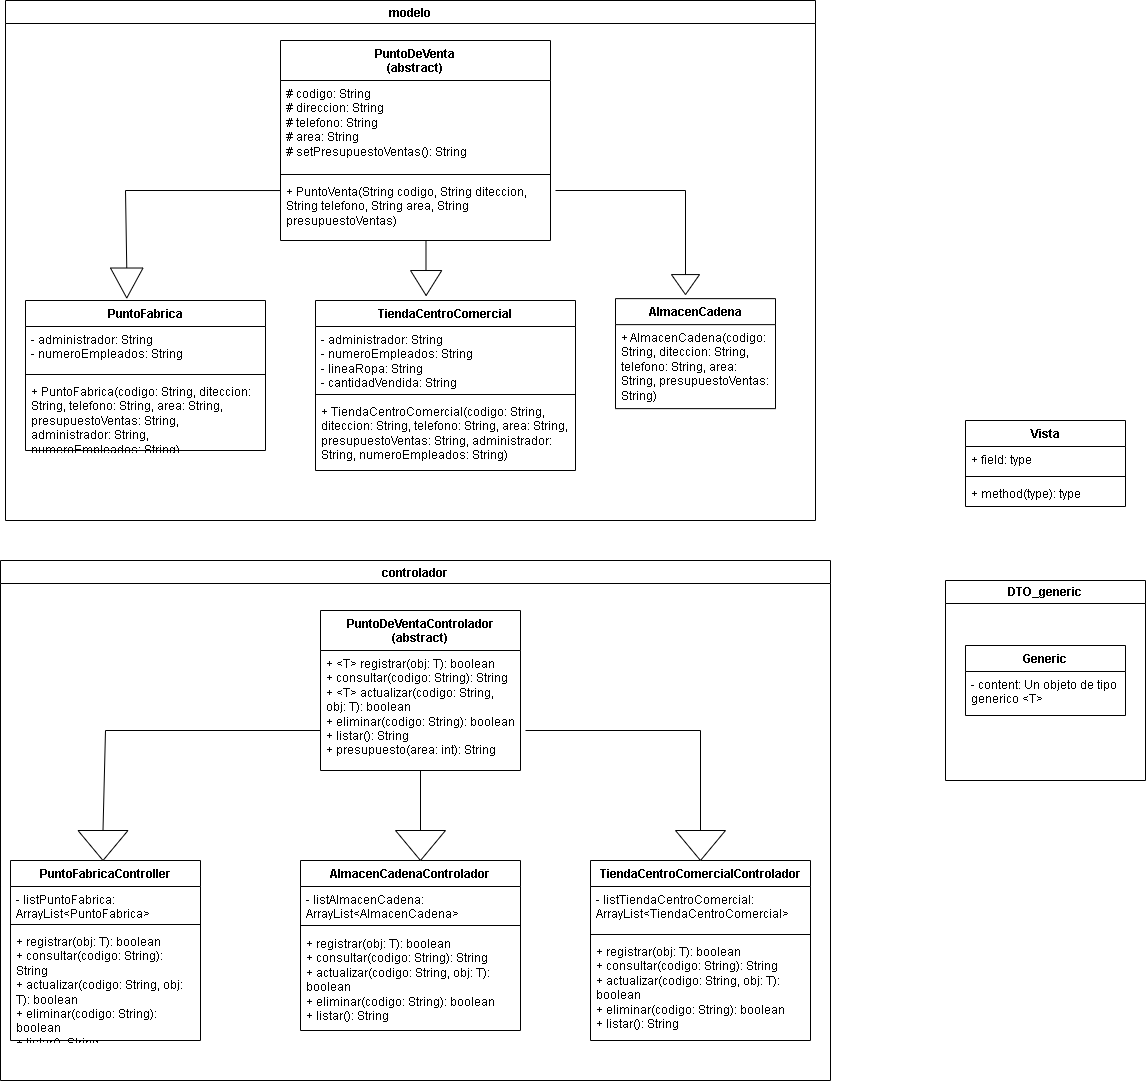 modelo
PuntoDeVenta
(abstract)
# codigo: String
# direccion: String
# telefono: String
# area: String
# setPresupuestoVentas(): String
+ PuntoVenta(String codigo, String diteccion,
String telefono, String area, String
presupuestoVentas)
PuntoFabrica
- administrador: String
- numeroEmpleados: String
+ PuntoFabrica(codigo: String, diteccion:
String, telefono: String, area: String,
presupuestoVentas: String,
administrador: String,
numeroEmpleados: String)
TiendaCentroComercial
- administrador: String
- numeroEmpleados: String
- lineaRopa: String
- cantidadVendida: String
+ TiendaCentroComercial(codigo: String,
diteccion: String, telefono: String, area: String,
presupuestoVentas: String, administrador:
String, numeroEmpleados: String)
AlmacenCadena
+ AlmacenCadena(codigo:
String, diteccion: String,
telefono: String, area:
String, presupuestoVentas:
String)
Vista
+ field: type
+ method(type): type
controlador
PuntoDeVentaControlador
(abstract)
+ <T> registrar(obj: T): boolean
+ consultar(codigo: String): String
+ <T> actualizar(codigo: String,
obj: T): boolean
+ eliminar(codigo: String): boolean
+ listar(): String
+ presupuesto(area: int): String
PuntoFabricaController
- listPuntoFabrica:
ArrayList<PuntoFabrica>
+ registrar(obj: T): boolean
+ consultar(codigo: String):
String
+ actualizar(codigo: String, obj:
T): boolean
+ eliminar(codigo: String):
boolean
+ listar(): String
AlmacenCadenaControlador
- listAlmacenCadena:
ArrayList<AlmacenCadena>
+ registrar(obj: T): boolean
+ consultar(codigo: String): String
+ actualizar(codigo: String, obj: T):
boolean
+ eliminar(codigo: String): boolean
+ listar(): String
TiendaCentroComercialControlador
- listTiendaCentroComercial:
ArrayList<TiendaCentroComercial>
+ registrar(obj: T): boolean
+ consultar(codigo: String): String
+ actualizar(codigo: String, obj: T):
boolean
+ eliminar(codigo: String): boolean
+ listar(): String
DTO_generic
Generic
- content: Un objeto de tipo
generico <T>